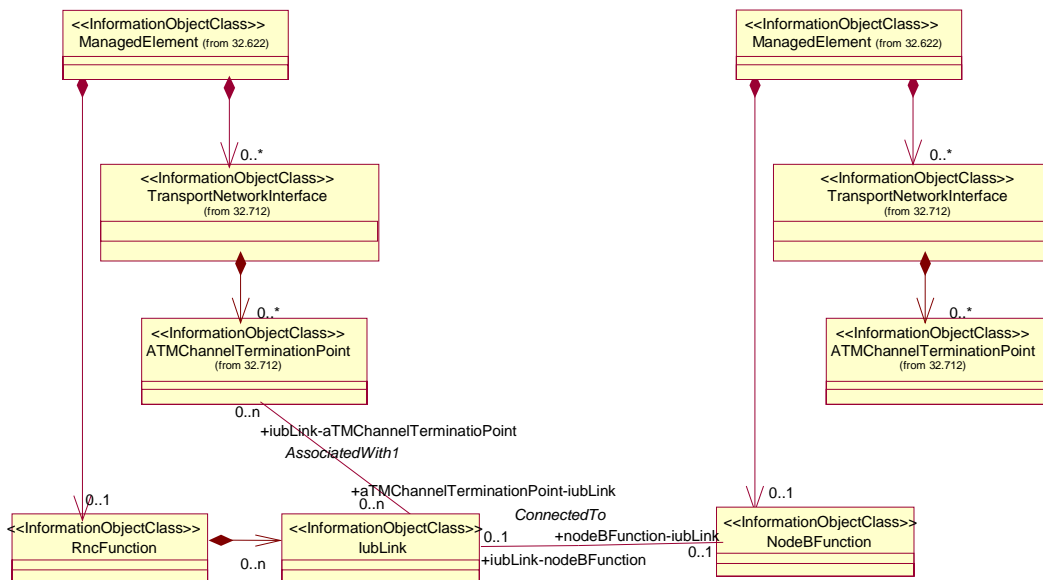 <<InformationObjectClass>>
ManagedElement (from 32.622)
<<InformationObjectClass>>
ManagedElement (from 32.622)
0..*
0..*
<<InformationObjectClass>>
TransportNetworkInterface
(from 32.712)
<<InformationObjectClass>>
TransportNetworkInterface
(from 32.712)
0..*
0..*
<<InformationObjectClass>>
ATMChannelTerminationPoint
(from 32.712)
<<InformationObjectClass>>
ATMChannelTerminationPoint
(from 32.712)
0..n
+iubLink-aTMChannelTerminatioPoint
AssociatedWith1
+aTMChannelTerminationPoint-iubLink
0..n
0..1
0..1
<<InformationObjectClass>>
RncFunction
0..n
<<InformationObjectClass>>
IubLink
ConnectedTo
0..1
+nodeBFunction-iubLink
0..1
+iubLink-nodeBFunction
<<InformationObjectClass>>
NodeBFunction